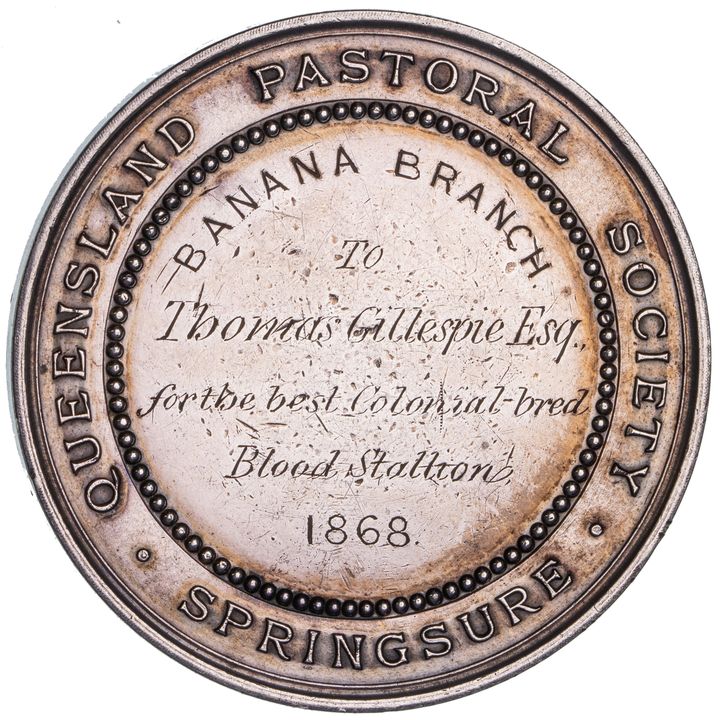 QUEENSLAND PASTORAL SOCIETY
· SPRINGSURE ·
BANANA BRANCH
To
Thomas Gillespie Esq.,
for the best Colonial-bred
Blood Stallion,
1868.